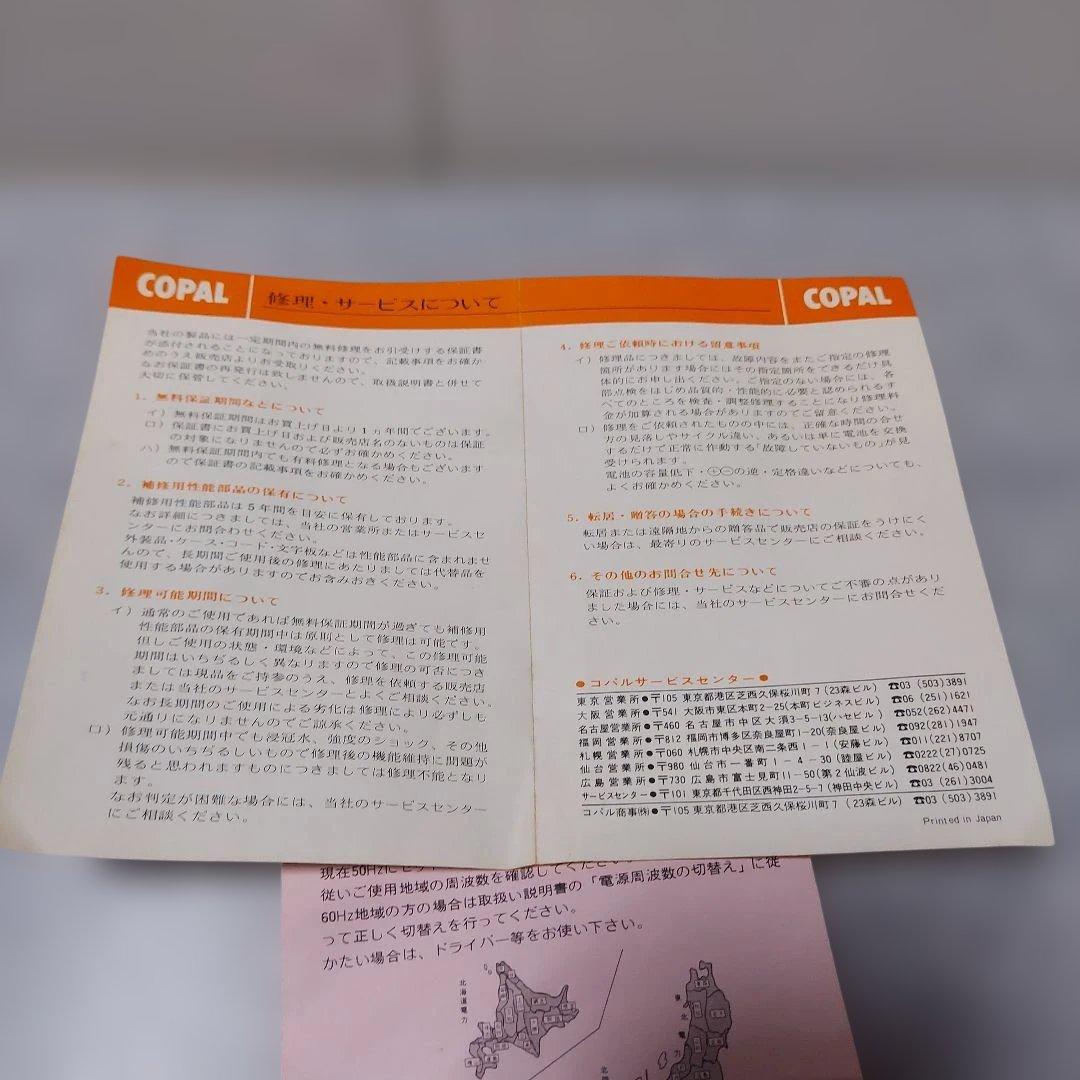 COPAL
修理・サービスについて
COPAL
当社の製品には一定期間内の無料修理をお引受けする保証書
が添付されることになっておりますので、記載事項をお確か
めのうえ販売店よりお受取りください。
なお保証書の再発行は致しませんので、取扱説明書と併せて
大切に保管してください。
1. 無料保証期間などについて
イ) 無料保証期間はお買上げ日より1ヵ年間でございます。
ロ) 保証書にお買上げ日および販売店名のないものは保証
の対象になりませんので必ずお確かめください。
ハ) 無料保証期間内でも有料修理となる場合もございます
ので保証書の記載事項をお確かめください。
2. 補修用性能部品の保有について
補修用性能部品は5年間を目安に保有しております。
なお詳細につきましては、当社の営業所またはサービスセ
ンターにお問合わせください。
外装品・ケース・コード・文字板などは性能部品に含まれませ
んので、長期間ご使用後の修理にあたりましては代替品を
使用する場合がありますのでお含みおきください。
3. 修理可能期間について
イ) 通常のご使用であれば無料保証期間が過ぎても補修用
性能部品の保有期間中は原則として修理は可能です。
但しご使用の状態・環境などによって、この修理可能
期間はいちぢるしく異なりますので修理の可否につき
ましては現品をご持参のうえ、修理を依頼する販売店
または当社のサービスセンターとよくご相談ください。
なお長期間のご使用による劣化は修理により必ずしも
元通りになりませんのでご諒承ください。
ロ) 修理可能期間中でも浸冠水、強度のショック、その他
損傷のいちぢるしいもので修理後の機能維持に問題が
残ると思われますものにつきましては修理不能となり
ます。
なお判定が困難な場合には、当社のサービスセンター
にご相談ください。
4. 修理ご依頼時における留意事項
イ) 修理品につきましては、故障内容をまたご指定の修理
箇所があります場合にはその指定箇所をできるだけ具
体的にお申し出ください。ご指定のない場合には、各
部点検をはじめ品質的・性能的に必要と認められるす
べてのところを検査・調整修理することになり修理料
金が加算される場合がありますのでご留意ください。
ロ) 修理をご依頼されたものの中には、正確な時間の合せ
方の見落しやサイクル違い、あるいは単に電池を交換
するだけで正常に作動する「故障していないもの」が見
受けられます。
電池の容量低下・⊕⊖の逆・定格違いなどについても、
よくお確かめください。
5. 転居・贈答の場合の手続きについて
転居または遠隔地からの贈答品で販売店の保証をうけにく
い場合は、最寄りのサービスセンターにご相談ください。
6. その他のお問合せ先について
保証および修理・サービスなどについてご不審の点があり
ました場合には、当社のサービスセンターにお問合せくだ
さい。
●コパルサービスセンター●
東京営業所●〒105 東京都港区芝西久保桜川町7(23森ビル) ☎03(503)3891
大阪営業所●〒541 大阪市東区本町2-25(本町ビジネスビル) ☎06(251)1621
名古屋営業所●〒460 名古屋市中区大須3-5-13(ハセビル) ☎052(262)4471
福岡営業所●〒812 福岡市博多区奈良屋町1-20(奈良屋ビル) ☎092(281)1947
札幌営業所●〒060 札幌市中央区南二条西1-1(安藤ビル) ☎011(221)8707
仙台営業所●〒980 仙台市一番町1-4-30(睦屋ビル) ☎0222(27)0725
広島営業所●〒730 広島市富士見町11-50(第2仙波ビル) ☎0822(46)0481
サービスセンター●〒101 東京都千代田区西神田2-5-7(神田中央ビル) ☎03(261)3004
コパル商事㈱●〒105 東京都港区芝西久保桜川町7(23森ビル) ☎03(503)3891
Printed in Japan
現在50Hzにセッ
従いご使用地域の周波数を確認してください。
60Hz地域の方の場合は取扱い説明書の「電源周波数の切替え」に従
って正しく切替えを行ってください。
かたい場合は、ドライバー等をお使い下さい。
北海道電力
東北電力